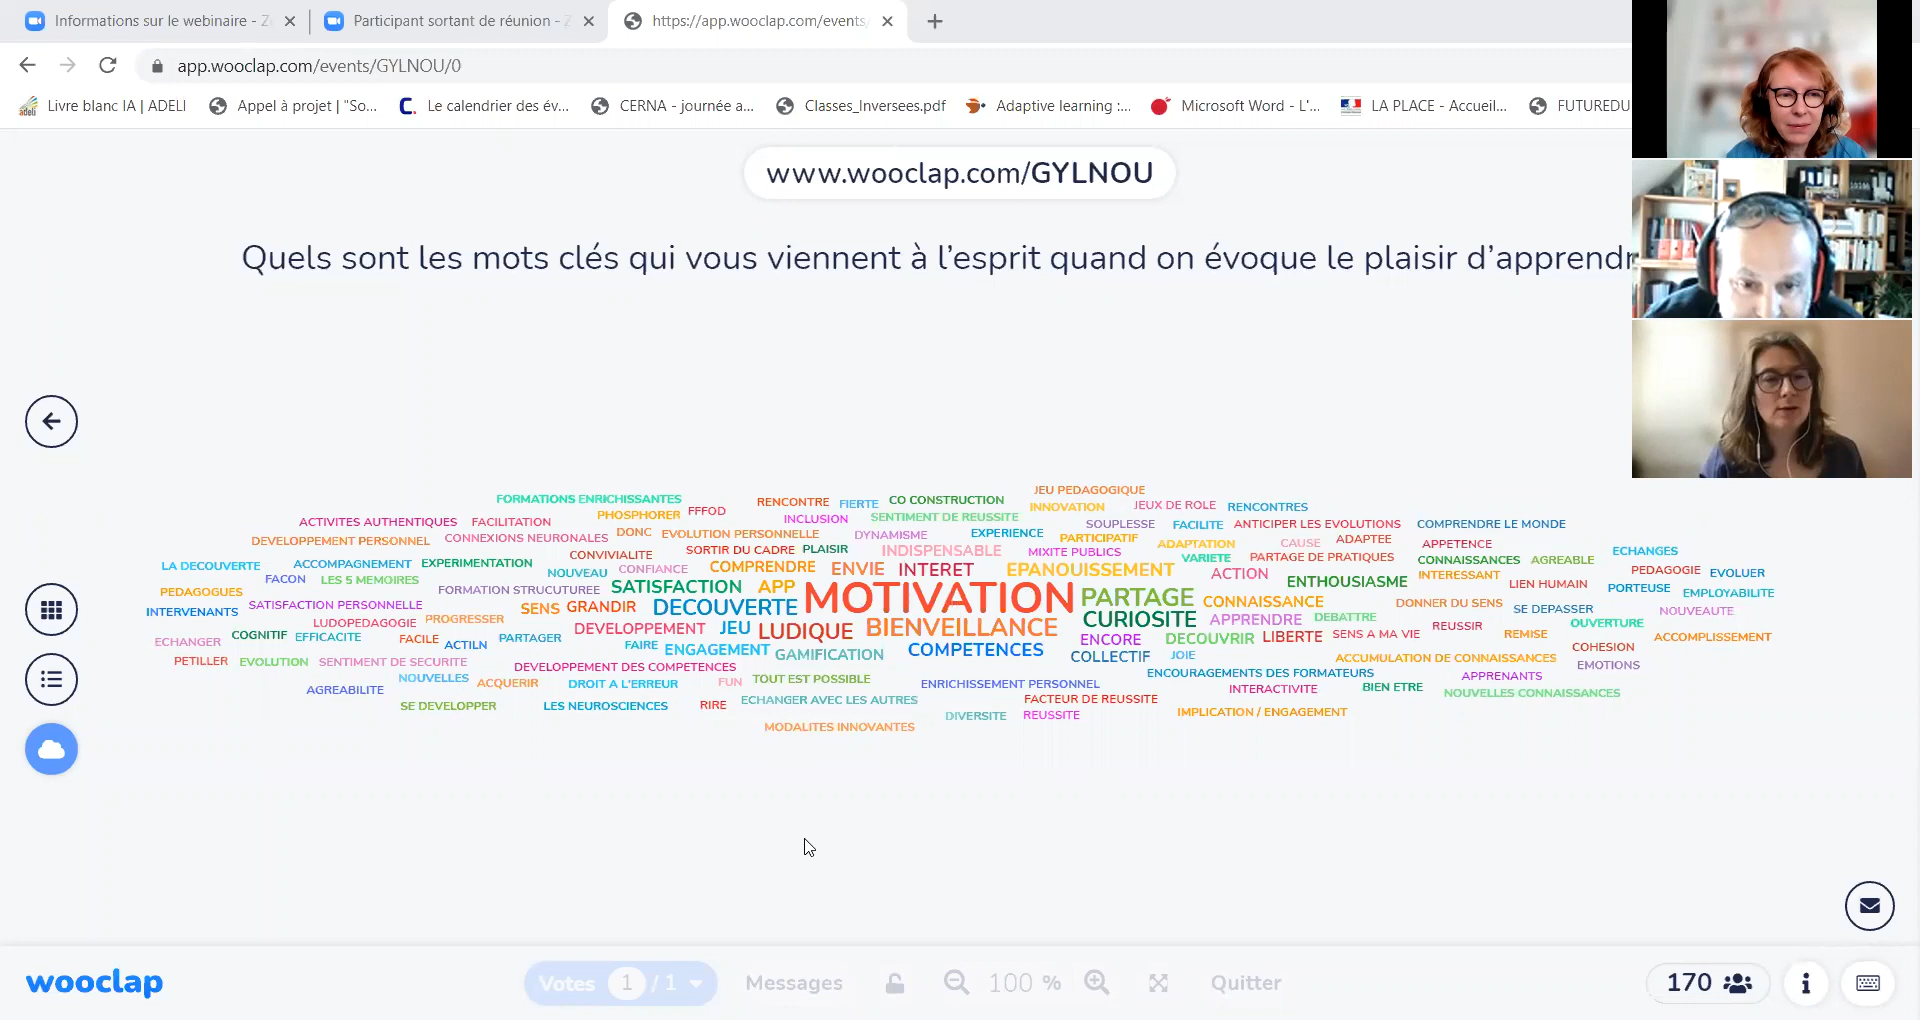 Informations sur le webinaire - Z
Participant sortant de réunion - Z
https://app.wooclap.com/events/
app.wooclap.com/events/GYLNOU/0
Livre blanc IA | ADELI
Appel à projet | "So...
Le calendrier des év...
CERNA - journée a...
Classes_Inversees.pdf
Adaptive learning :...
Microsoft Word - L'...
LA PLACE - Accueil...
FUTUREDU
www.wooclap.com/GYLNOU
Quels sont les mots clés qui vous viennent à l’esprit quand on évoque le plaisir d’apprendr
JEU PEDAGOGIQUE
FORMATIONS ENRICHISSANTES
RENCONTRE
FIERTE
CO CONSTRUCTION
INNOVATION
JEUX DE ROLE
RENCONTRES
PHOSPHORER
FFFOD
INCLUSION
SENTIMENT DE REUSSITE
ACTIVITES AUTHENTIQUES
FACILITATION
SOUPLESSE
FACILITE
ANTICIPER LES EVOLUTIONS
COMPRENDRE LE MONDE
DEVELOPPEMENT PERSONNEL
CONNEXIONS NEURONALES
DONC
EVOLUTION PERSONNELLE
DYNAMISME
EXPERIENCE
PARTICIPATIF
ADAPTATION
CAUSE
ADAPTEE
APPETENCE
CONVIVIALITE
SORTIR DU CADRE
PLAISIR
INDISPENSABLE
MIXITE PUBLICS
VARIETE
PARTAGE DE PRATIQUES
CONNAISSANCES
AGREABLE
ECHANGES
LA DECOUVERTE
ACCOMPAGNEMENT
EXPERIMENTATION
NOUVEAU
CONFIANCE
COMPRENDRE
ENVIE
INTERET
EPANOUISSEMENT
ACTION
ENTHOUSIASME
INTERESSANT
LIEN HUMAIN
PEDAGOGIE
EVOLUER
FACON
LES 5 MEMOIRES
PEDAGOGUES
FORMATION STRUCUTUREE
SATISFACTION
APP
MOTIVATION
PARTAGE
CONNAISSANCE
DONNER DU SENS
SE DEPASSER
PORTEUSE
EMPLOYABILITE
INTERVENANTS
SATISFACTION PERSONNELLE
SENS
GRANDIR
DECOUVERTE
CURIOSITE
APPRENDRE
DEBATTRE
NOUVEAUTE
LUDOPEDAGOGIE
PROGRESSER
DEVELOPPEMENT
JEU
LUDIQUE
BIENVEILLANCE
ENCORE
DECOUVRIR
LIBERTE
SENS A MA VIE
REUSSIR
REMISE
OUVERTURE
ACCOMPLISSEMENT
ECHANGER
COGNITIF
EFFICACITE
FACILE
ACTILN
PARTAGER
FAIRE
ENGAGEMENT
GAMIFICATION
COMPETENCES
COLLECTIF
JOIE
COHESION
PETILLER
EVOLUTION
SENTIMENT DE SECURITE
DEVELOPPEMENT DES COMPETENCES
ENCOURAGEMENTS DES FORMATEURS
ACCUMULATION DE CONNAISSANCES
EMOTIONS
NOUVELLES
ACQUERIR
DROIT A L'ERREUR
FUN
TOUT EST POSSIBLE
ENRICHISSEMENT PERSONNEL
INTERACTIVITE
BIEN ETRE
APPRENANTS
NOUVELLES CONNAISSANCES
AGREABILITE
SE DEVELOPPER
LES NEUROSCIENCES
RIRE
ECHANGER AVEC LES AUTRES
FACTEUR DE REUSSITE
DIVERSITE
REUSSITE
IMPLICATION / ENGAGEMENT
MODALITES INNOVANTES
wooclap
Votes 1 / 1
Messages
100 %
Quitter
170